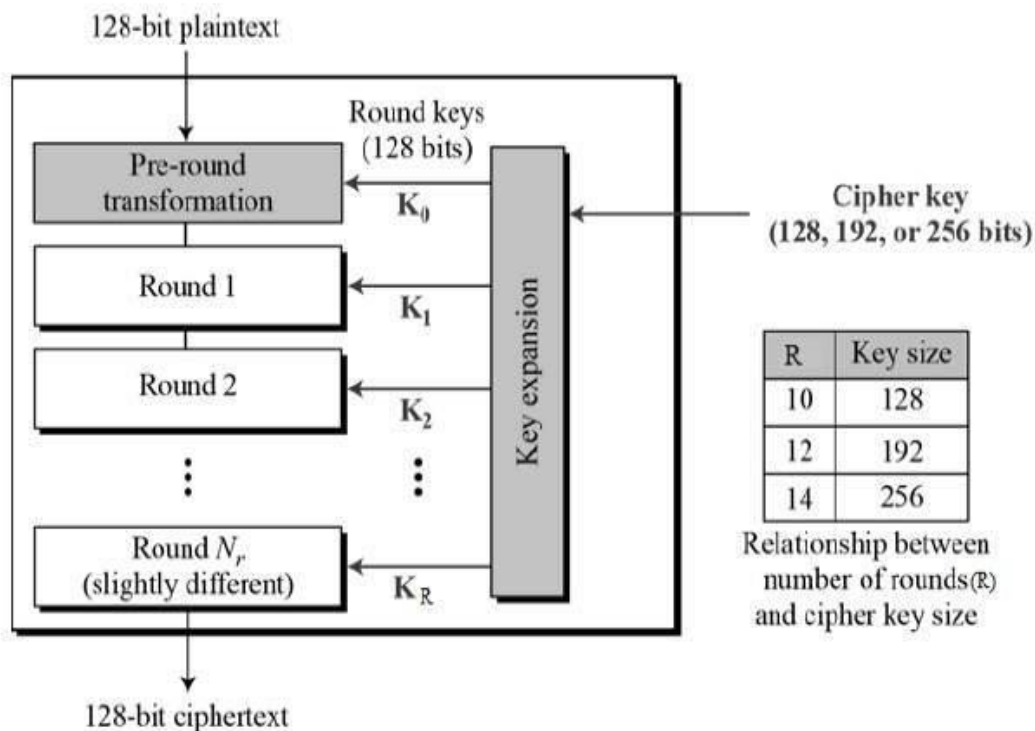 128-bit plaintext
Round keys
(128 bits)
Pre-round
transformation
K0
Cipher key
(128, 192, or 256 bits)
Round 1
K1
Key expansion
Round 2
K2
R Key size
10 128
12 192
14 256
Round Nr
(slightly different)
KR
Relationship between
number of rounds(R)
and cipher key size
128-bit ciphertext